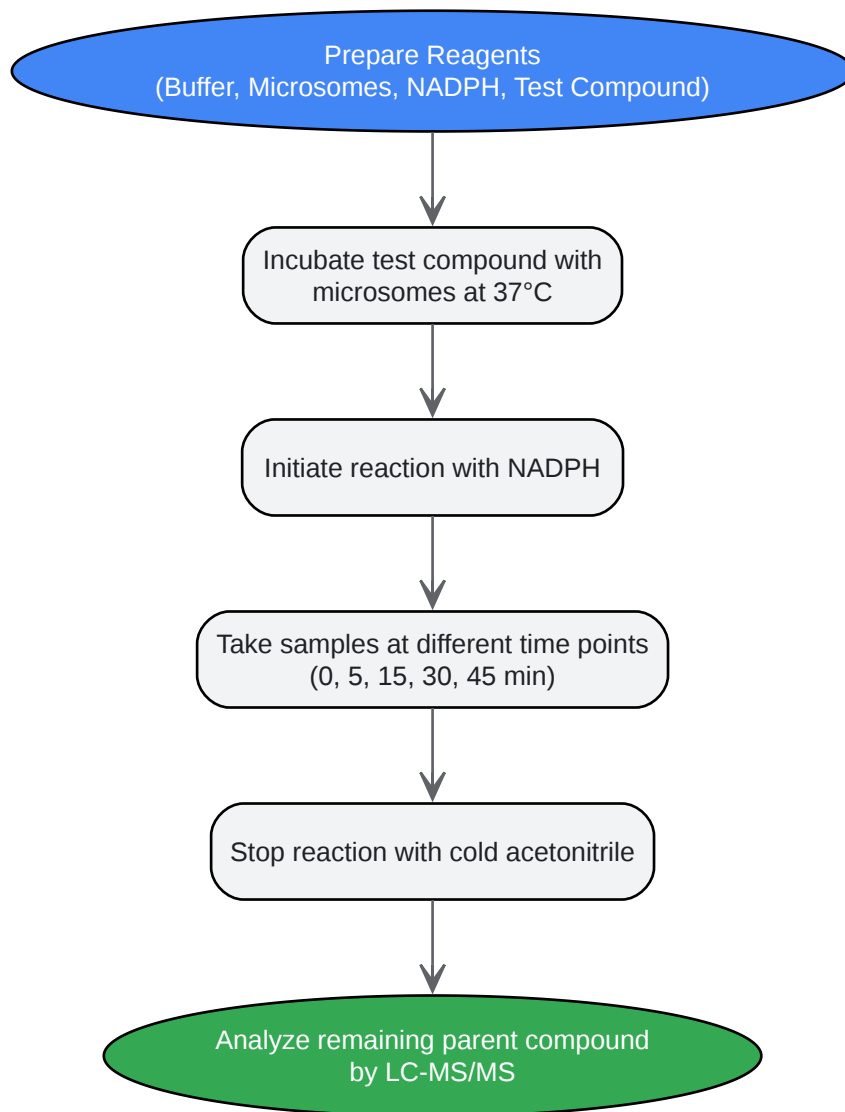 Prepare Reagents
(Buffer, Microsomes, NADPH, Test Compound)
Incubate test compound with
microsomes at 37°C
Initiate reaction with NADPH
Take samples at different time points
(0, 5, 15, 30, 45 min)
Stop reaction with cold acetonitrile
Analyze remaining parent compound
by LC-MS/MS